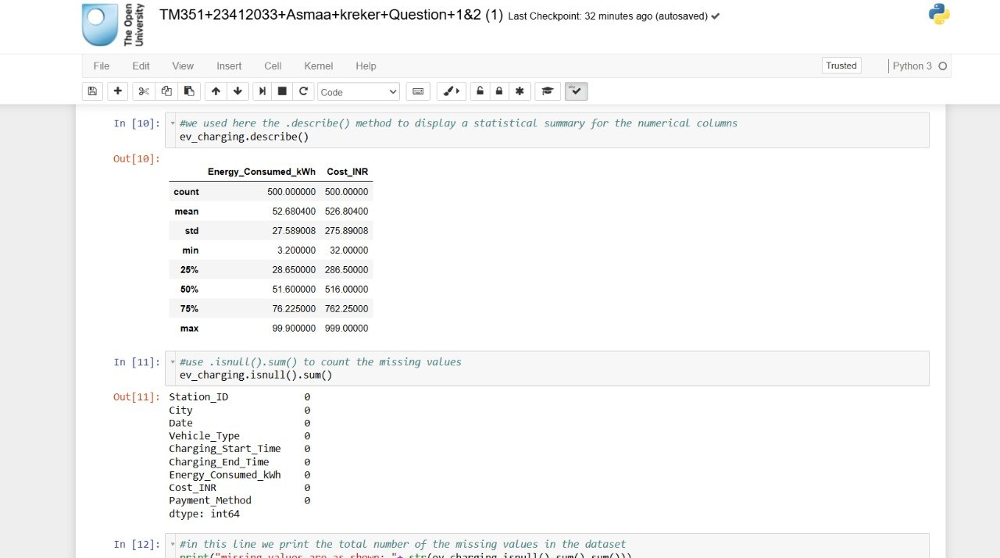 The Open
University
TM351+23412033+Asmaa+kreker+Question+1&2 (1) Last Checkpoint: 32 minutes ago (autosaved)
File Edit View Insert Cell Kernel Help Trusted Python 3
Code
In [10]: #we used here the .describe() method to display a statistical summary for the numerical columns
ev_charging.describe()
Out[10]:
Energy_Consumed_kWh Cost_INR
count 500.000000 500.00000
mean 52.680400 526.80400
std 27.589008 275.89008
min 3.200000 32.00000
25% 28.650000 286.50000
50% 51.600000 516.00000
75% 76.225000 762.25000
max 99.900000 999.00000
In [11]: #use .isnull().sum() to count the missing values
ev_charging.isnull().sum()
Out[11]: Station_ID 0
City 0
Date 0
Vehicle_Type 0
Charging_Start_Time 0
Charging_End_Time 0
Energy_Consumed_kWh 0
Cost_INR 0
Payment_Method 0
dtype: int64
In [12]: #in this line we print the total number of the missing values in the dataset
print("missing values are as shown: "+ str(ev_charging.isnull().sum().sum()))